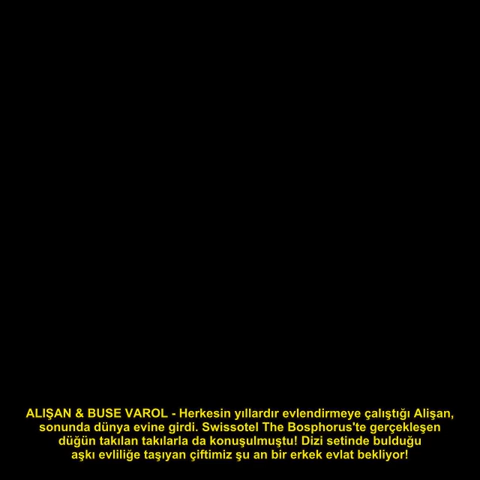 ALIŞAN & BUSE VAROL - Herkesin yıllardır evlendirmeye çalıştığı Alişan,
sonunda dünya evine girdi. Swissotel The Bosphorus'te gerçekleşen
düğün takılan takılarla da konuşulmuştu! Dizi setinde bulduğu
aşkı evliliğe taşıyan çiftimiz şu an bir erkek evlat bekliyor!